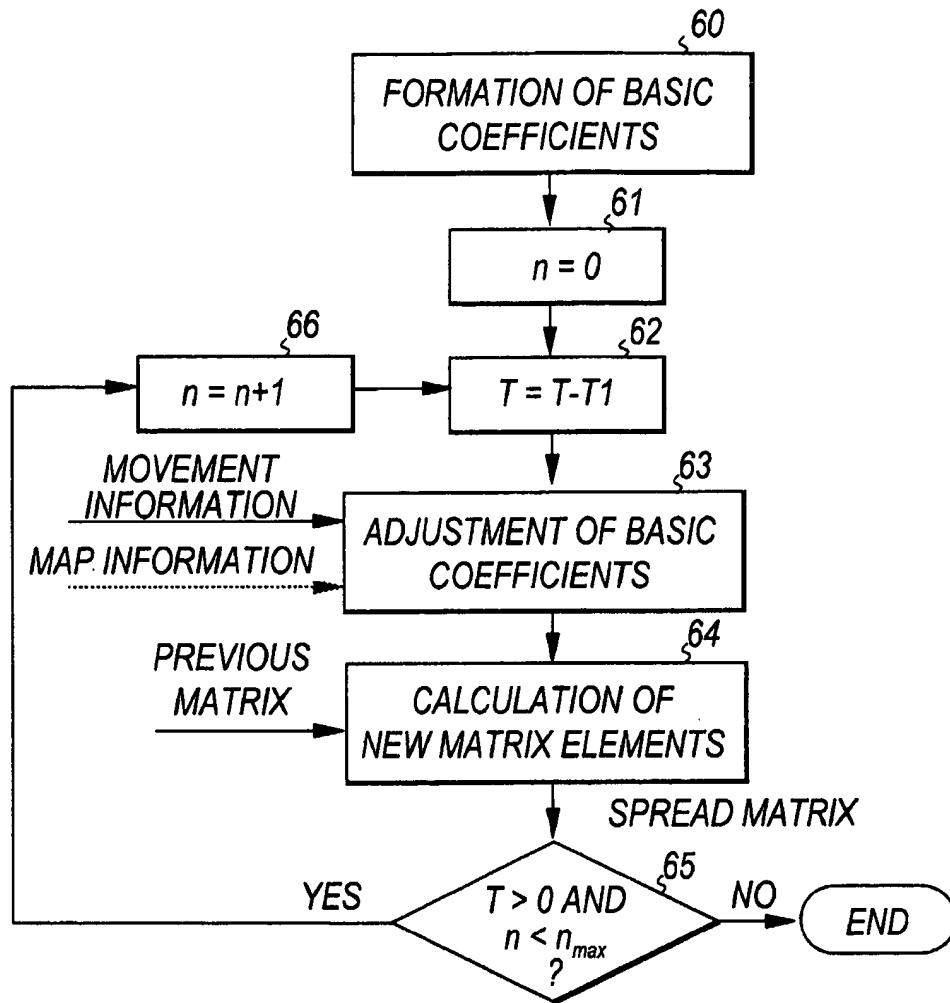 60
FORMATION OF BASIC
COEFFICIENTS
61
n = 0
66
n = n+1
62
T = T-T1
MOVEMENT
INFORMATION
MAP INFORMATION
63
ADJUSTMENT OF BASIC
COEFFICIENTS
PREVIOUS
MATRIX
64
CALCULATION OF
NEW MATRIX ELEMENTS
SPREAD MATRIX
65
YES
T > 0 AND
n < nmax
?
NO
END